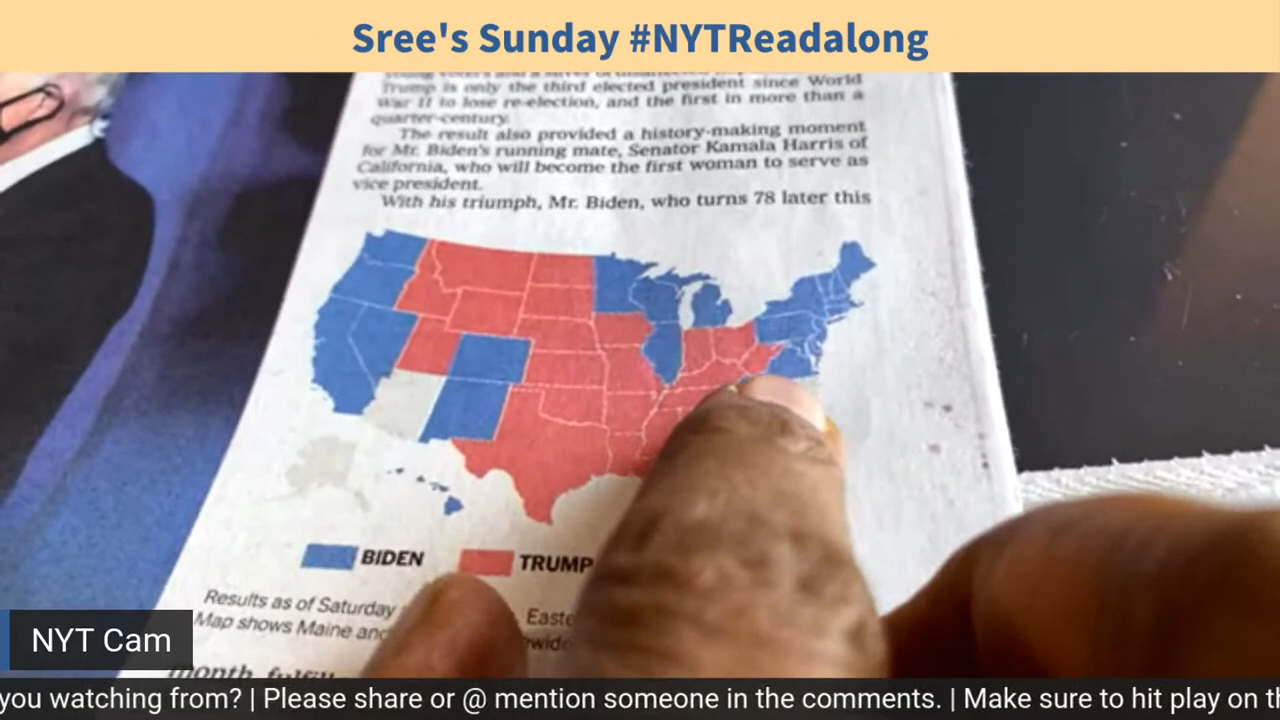 Sree's Sunday #NYTReadalong
Trump is only the third elected president since World
War II to lose re-election, and the first in more than a
quarter-century.
The result also provided a history-making moment
for Mr. Biden's running mate, Senator Kamala Harris of
California, who will become the first woman to serve as
vice president.
With his triumph, Mr. Biden, who turns 78 later this
BIDEN
TRUMP
Results as of Saturday
Easte
Map shows Maine and
NYT Cam
month
you watching from? | Please share or @ mention someone in the comments. | Make sure to hit play on th